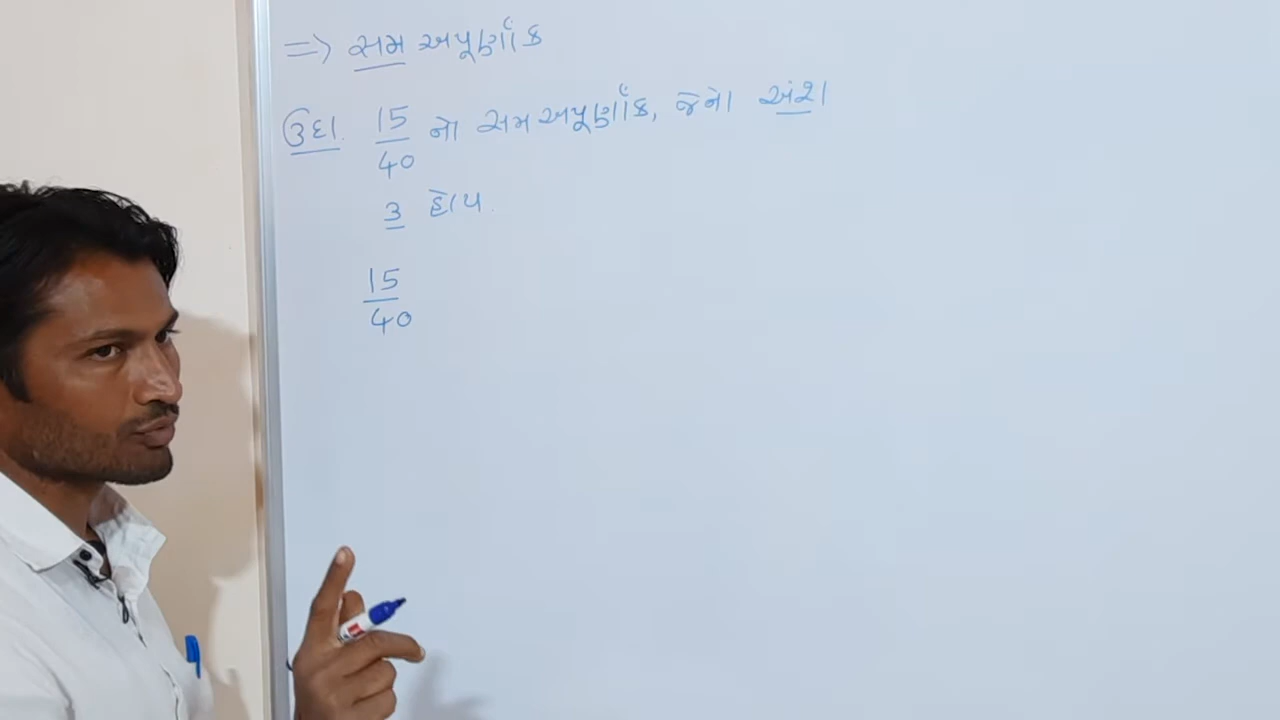 => સમ અપૂર્ણાંક
ઉદા. 15/40 નો સમ અપૂર્ણાંક, જેનો અંશ
3 હોય.
15/40